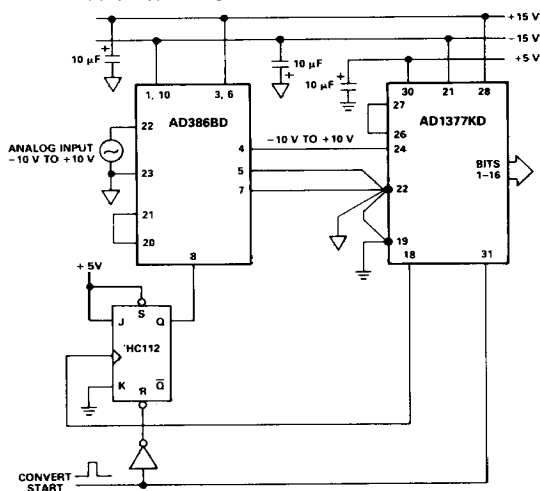 +15 V
-15 V
+5 V
10 µF
10 µF
10 µF
+
+
+
1, 10
3, 6
AD386BD
30
21
28
AD1377KD
27
26
24
ANALOG INPUT
-10 V TO +10 V
22
23
21
20
4
-10 V TO +10 V
5
7
22
19
BITS
1-16
8
18
31
+5V
S
J
Q
'HC112
K
Q̅
R
CONVERT
START